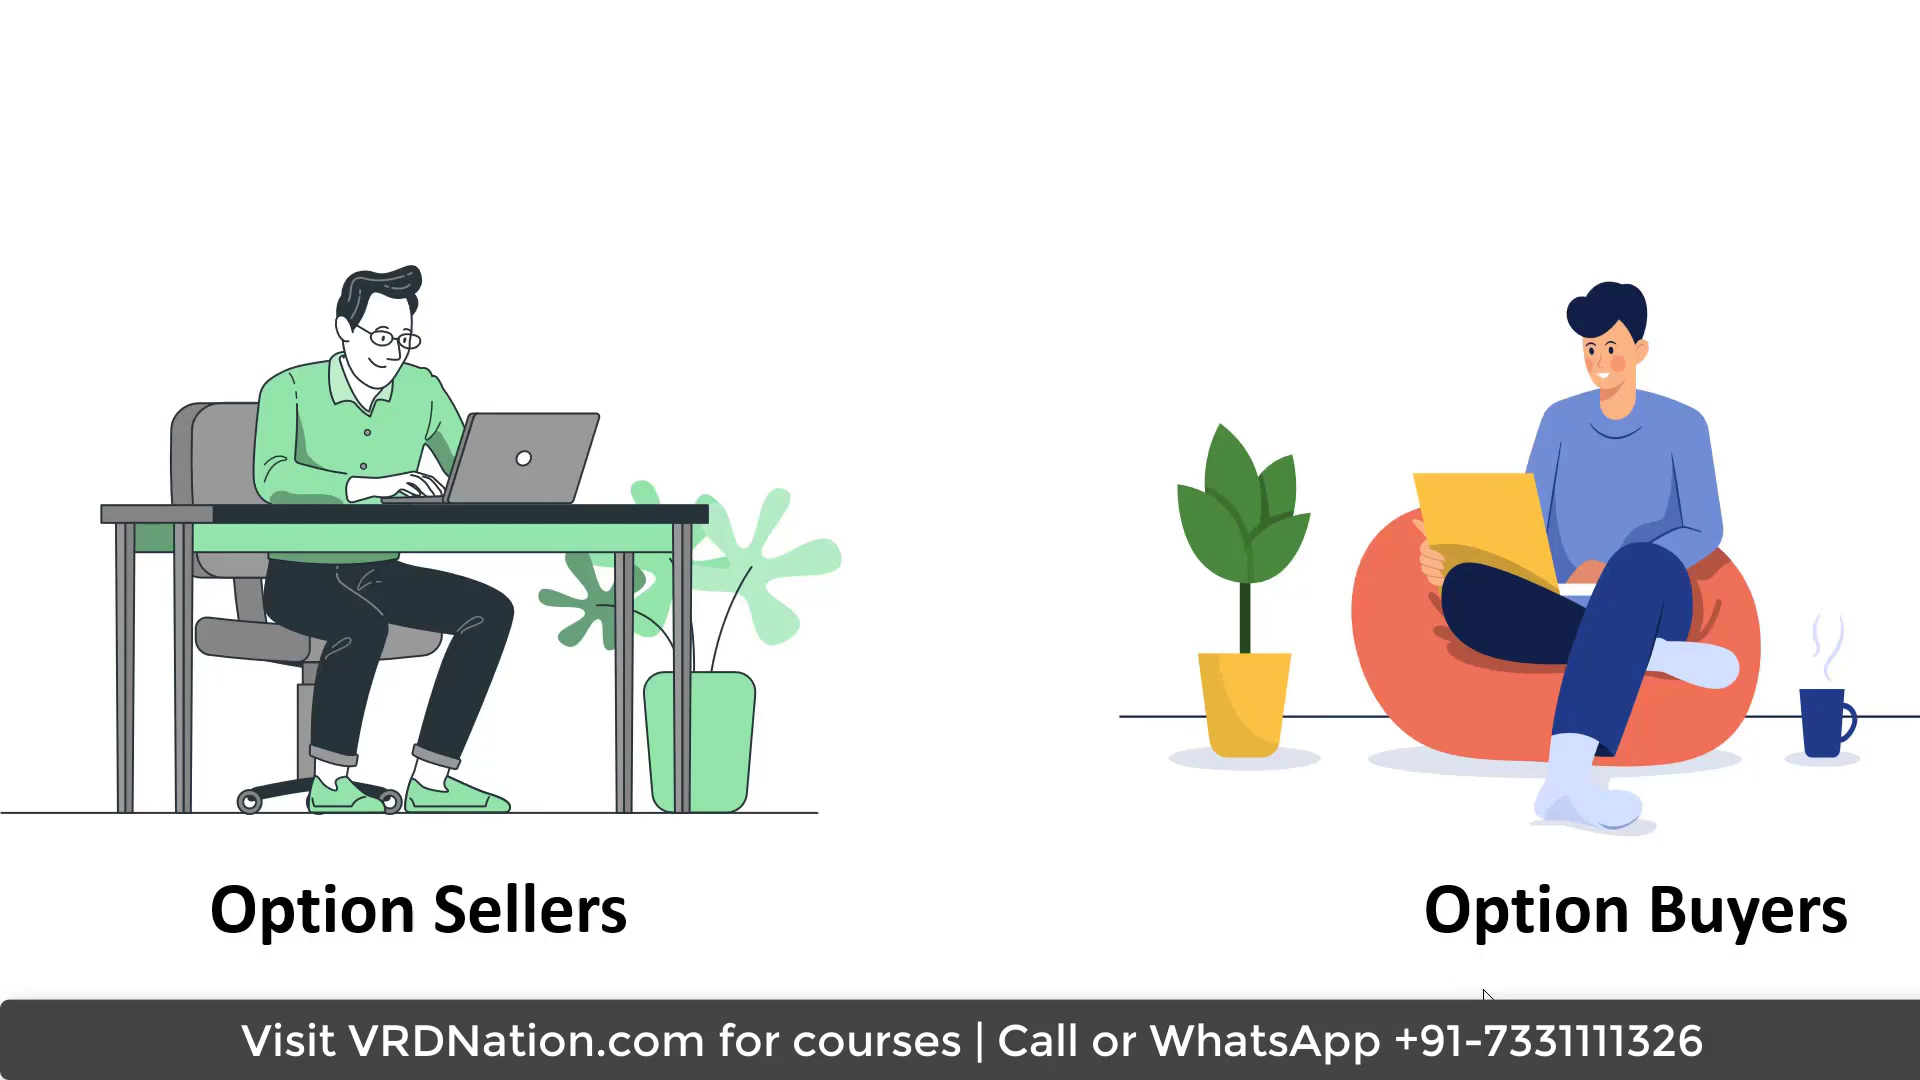 Option Sellers
Option Buyers
Visit VRDNation.com for courses | Call or WhatsApp +91-7331111326